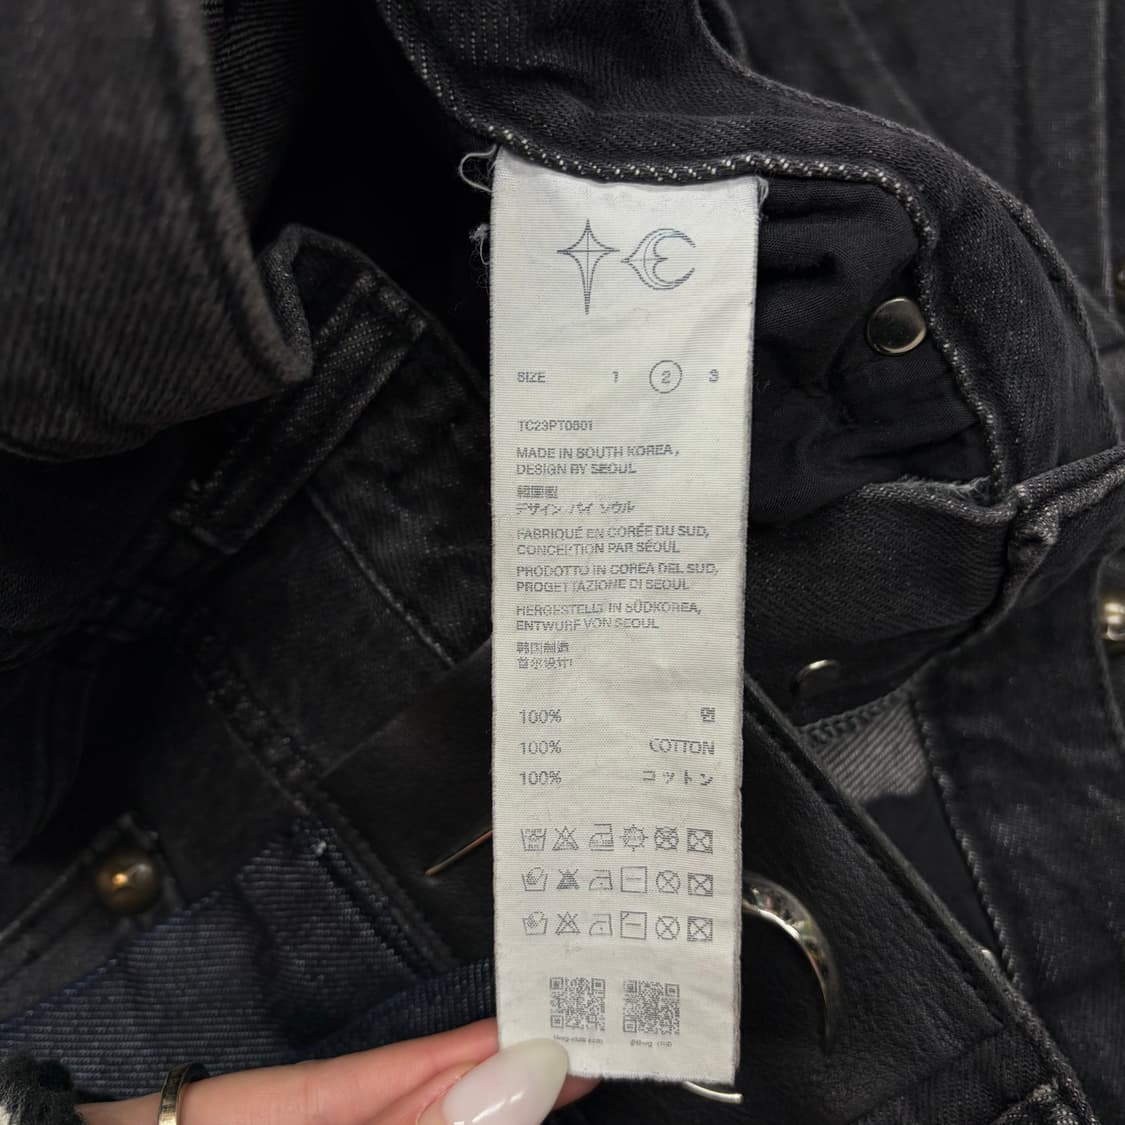 SIZE 1 2 3
TC23PT0801
MADE IN SOUTH KOREA,
DESIGN BY SEOUL
韓国製
デザイン バイ ソウル
FABRIQUÉ EN CORÉE DU SUD,
CONCEPTION PAR SÉOUL
PRODOTTO IN COREA DEL SUD,
PROGETTAZIONE DI SEOUL
HERGESTELLT IN SÜDKOREA,
ENTWURF VON SEOUL
韩国制造
首尔设计
100% 면
100% COTTON
100% コットン